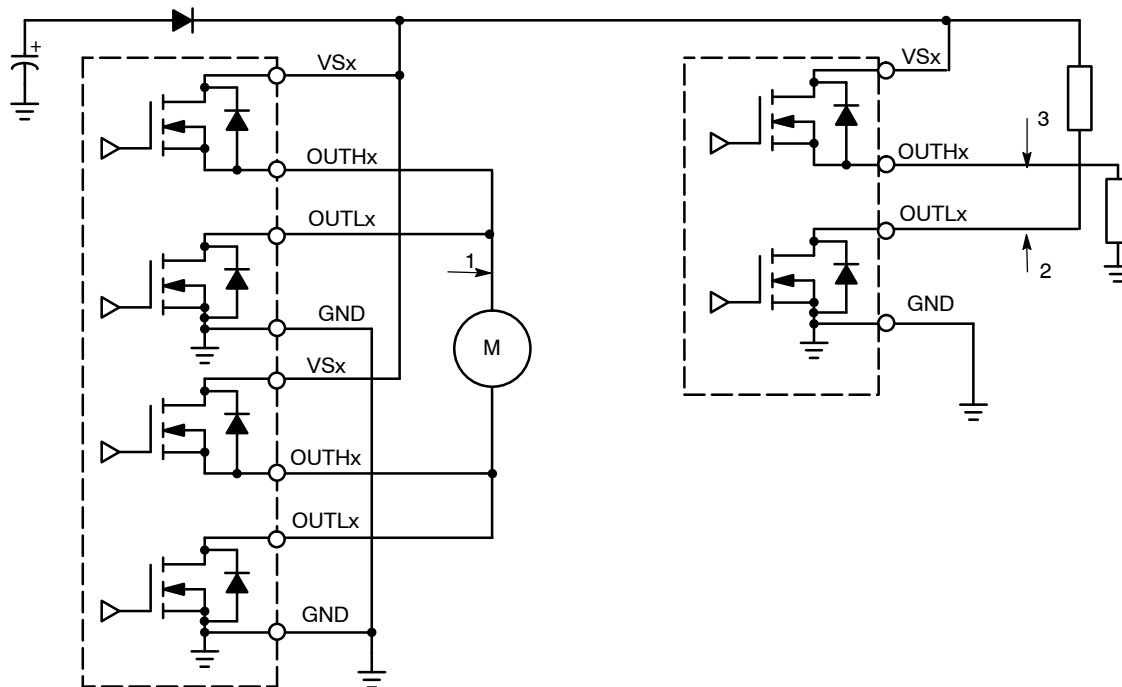 +
VSx
OUTHx
OUTLx
1
GND
M
VSx
OUTHx
OUTLx
GND
VSx
3
OUTHx
OUTLx
2
GND